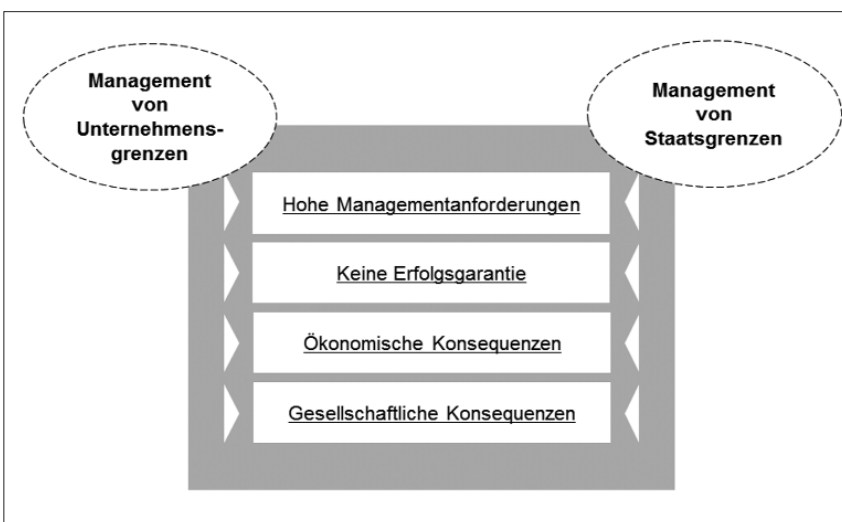 Management
von
Unternehmens-
grenzen
Management
von
Staatsgrenzen
Hohe Managementanforderungen
Keine Erfolgsgarantie
Ökonomische Konsequenzen
Gesellschaftliche Konsequenzen